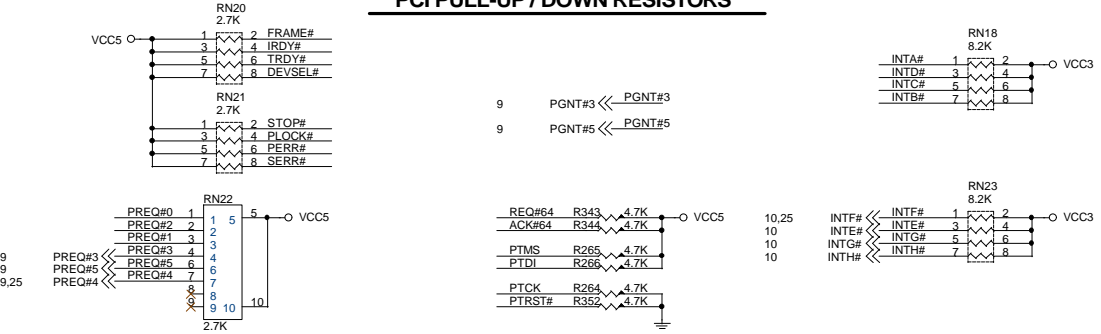 PCI PULL-UP / DOWN RESISTORS
RN20
2.7K
VCC5
1 2 FRAME#
3 4 IRDY#
5 6 TRDY#
7 8 DEVSEL#
RN21
2.7K
1 2 STOP#
3 4 PLOCK#
5 6 PERR#
7 8 SERR#
9 PGNT#3 PGNT#3
9 PGNT#5 PGNT#5
RN18
8.2K
INTA# 1 2 VCC3
INTD# 3 4
INTC# 5 6
INTB# 7 8
RN22
PREQ#0 1 1 5 5 VCC5
PREQ#2 2 2
PREQ#1 3 3
9 PREQ#3 PREQ#3 4 4
9 PREQ#5 PREQ#5 6 6
9,25 PREQ#4 PREQ#4 7 7
8 8
9 9 10 10
2.7K
REQ#64 R343 4.7K VCC5
ACK#64 R344 4.7K
PTMS R265 4.7K
PTDI R266 4.7K
PTCK R264 4.7K
PTRST# R352 4.7K
RN23
8.2K
10,25 INTF# INTF# 1 2 VCC3
10 INTE# INTE# 3 4
10 INTG# INTG# 5 6
10 INTH# INTH# 7 8